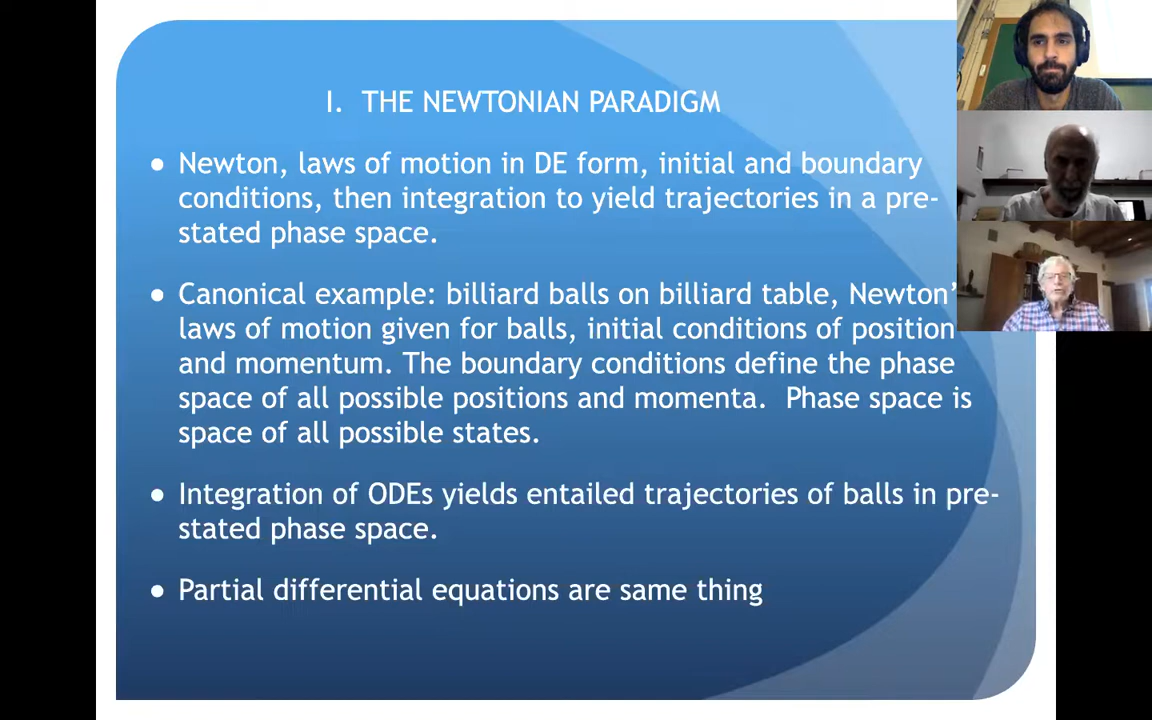 I. THE NEWTONIAN PARADIGM
● Newton, laws of motion in DE form, initial and boundary
conditions, then integration to yield trajectories in a pre-
stated phase space.
● Canonical example: billiard balls on billiard table, Newton’
laws of motion given for balls, initial conditions of position
and momentum. The boundary conditions define the phase
space of all possible positions and momenta. Phase space is
space of all possible states.
● Integration of ODEs yields entailed trajectories of balls in pre-
stated phase space.
● Partial differential equations are same thing